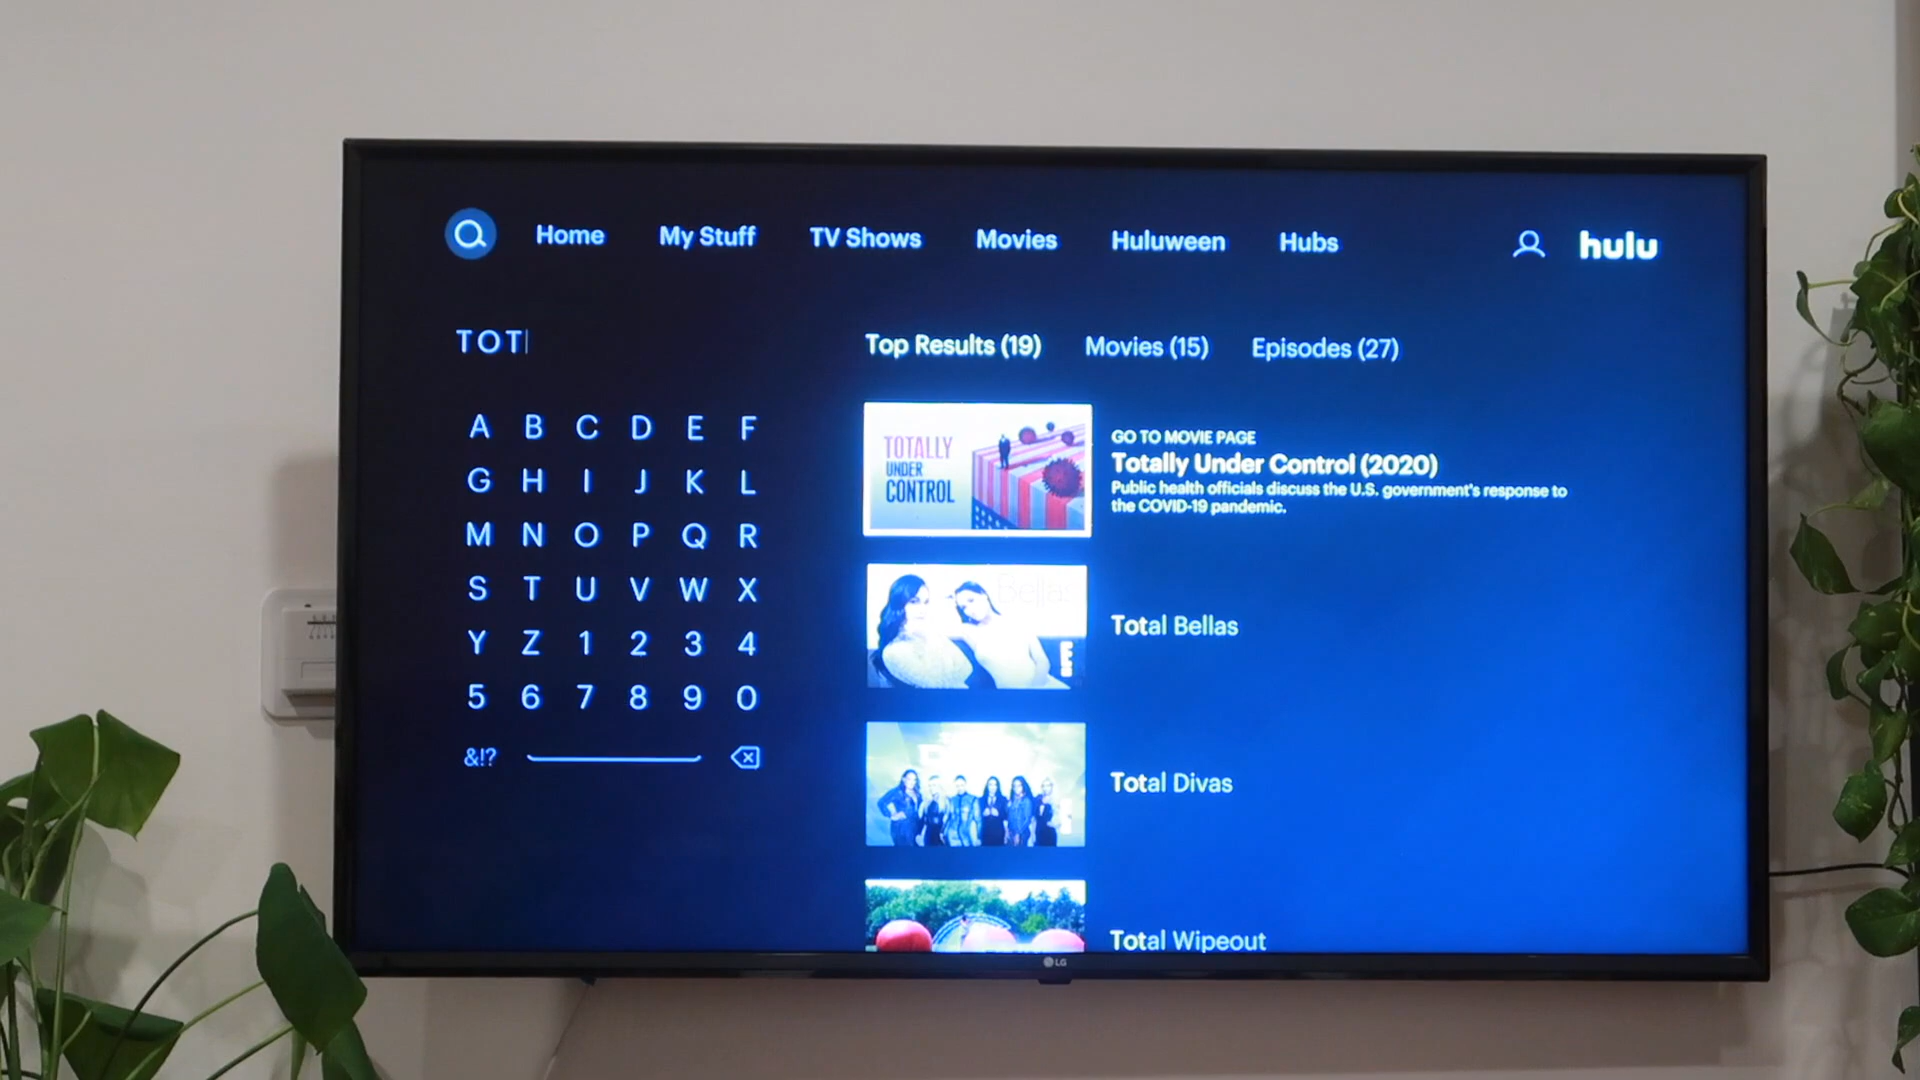 Home My Stuff TV Shows Movies Huluween Hubs hulu
TOT
Top Results (19) Movies (15) Episodes (27)
A B C D E F
G H I J K L
M N O P Q R
S T U V W X
Y Z 1 2 3 4
5 6 7 8 9 0
&!?
TOTALLY
UNDER
CONTROL
GO TO MOVIE PAGE
Totally Under Control (2020)
Public health officials discuss the U.S. government's response to
the COVID-19 pandemic.
Bellas
E!
Total Bellas
Total Divas
Total Wipeout
LG